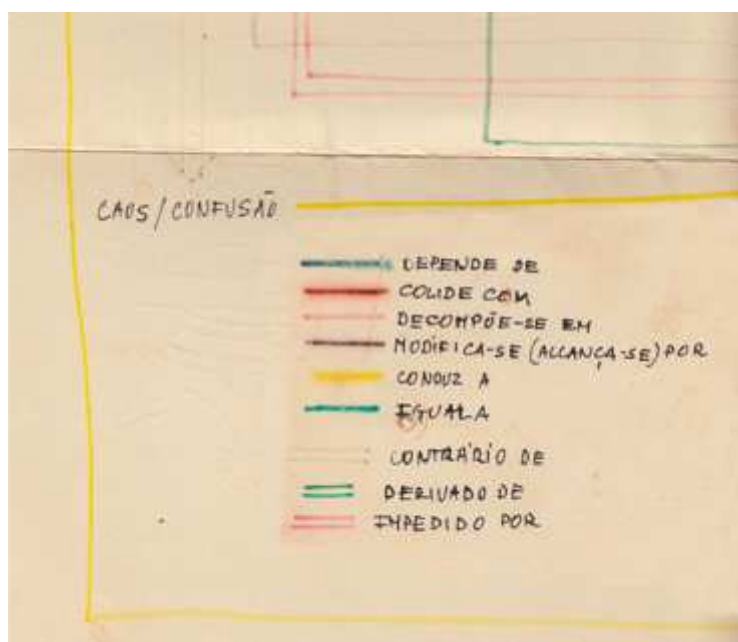 CAOS/CONFUSÃO
DEPENDE DE
COLIDE COM
DECOMPÕE-SE EM
MODIFICA-SE (ALCANÇA-SE) POR
CONDUZ A
IGUALA
CONTRÁRIO DE
DERIVADO DE
IMPEDIDO POR